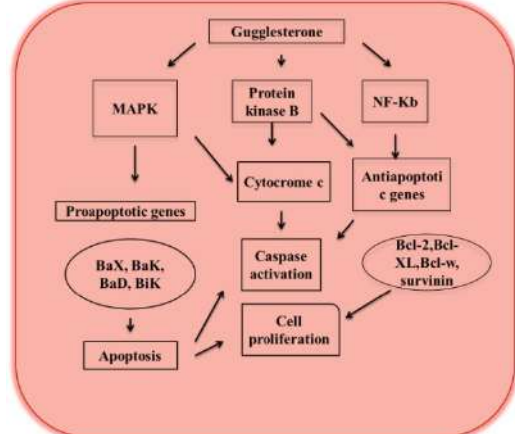 Gugglesterone
MAPK
Protein
kinase B
NF-Kb
Cytocrome c
Antiapoptoti
c genes
Proapoptotic genes
BaX, BaK,
BaD, BiK
Caspase
activation
Bcl-2,Bcl-
XL,Bcl-w,
survinin
Cell
proliferation
Apoptosis